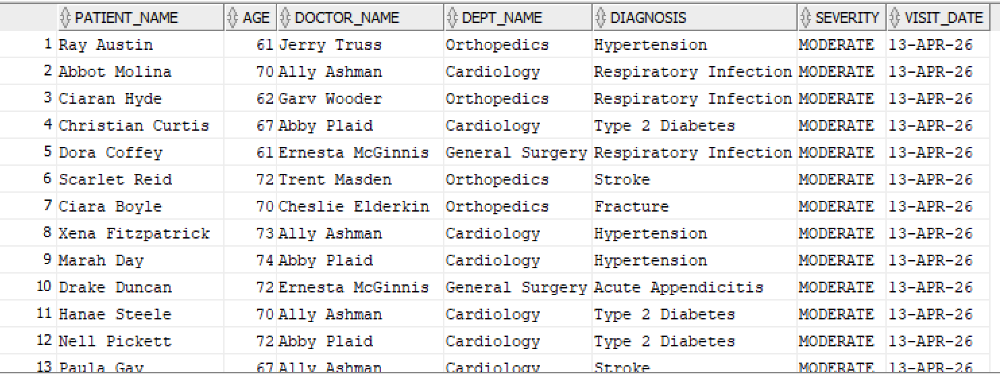 PATIENT_NAME AGE DOCTOR_NAME DEPT_NAME DIAGNOSIS SEVERITY VISIT_DATE
1 Ray Austin 61 Jerry Truss Orthopedics Hypertension MODERATE 13-APR-26
2 Abbot Molina 70 Ally Ashman Cardiology Respiratory Infection MODERATE 13-APR-26
3 Ciaran Hyde 62 Garv Wooder Orthopedics Respiratory Infection MODERATE 13-APR-26
4 Christian Curtis 67 Abby Plaid Cardiology Type 2 Diabetes MODERATE 13-APR-26
5 Dora Coffey 61 Ernesta McGinnis General Surgery Respiratory Infection MODERATE 13-APR-26
6 Scarlet Reid 72 Trent Masden Orthopedics Stroke MODERATE 13-APR-26
7 Ciara Boyle 70 Cheslie Elderkin Orthopedics Fracture MODERATE 13-APR-26
8 Xena Fitzpatrick 73 Ally Ashman Cardiology Hypertension MODERATE 13-APR-26
9 Marah Day 74 Abby Plaid Cardiology Hypertension MODERATE 13-APR-26
10 Drake Duncan 72 Ernesta McGinnis General Surgery Acute Appendicitis MODERATE 13-APR-26
11 Hanae Steele 70 Ally Ashman Cardiology Type 2 Diabetes MODERATE 13-APR-26
12 Nell Pickett 72 Abby Plaid Cardiology Type 2 Diabetes MODERATE 13-APR-26
13 Paula Gay 67 Ally Ashman Cardiology Stroke MODERATE 13-APR-26